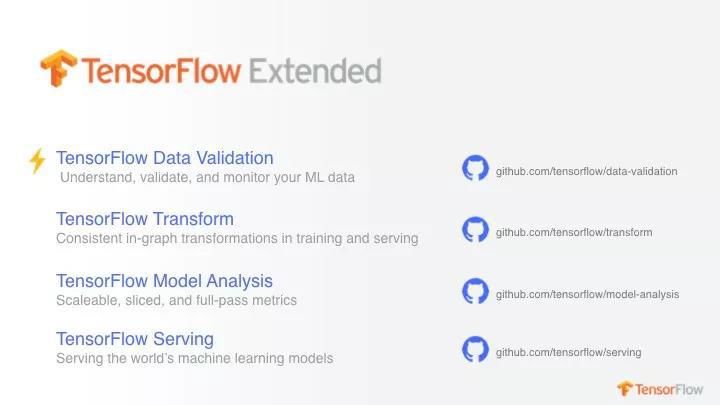 TensorFlow Extended
TensorFlow Data Validation
Understand, validate, and monitor your ML data
github.com/tensorflow/data-validation
TensorFlow Transform
Consistent in-graph transformations in training and serving
github.com/tensorflow/transform
TensorFlow Model Analysis
Scaleable, sliced, and full-pass metrics
github.com/tensorflow/model-analysis
TensorFlow Serving
Serving the world's machine learning models
github.com/tensorflow/serving
TensorFlow